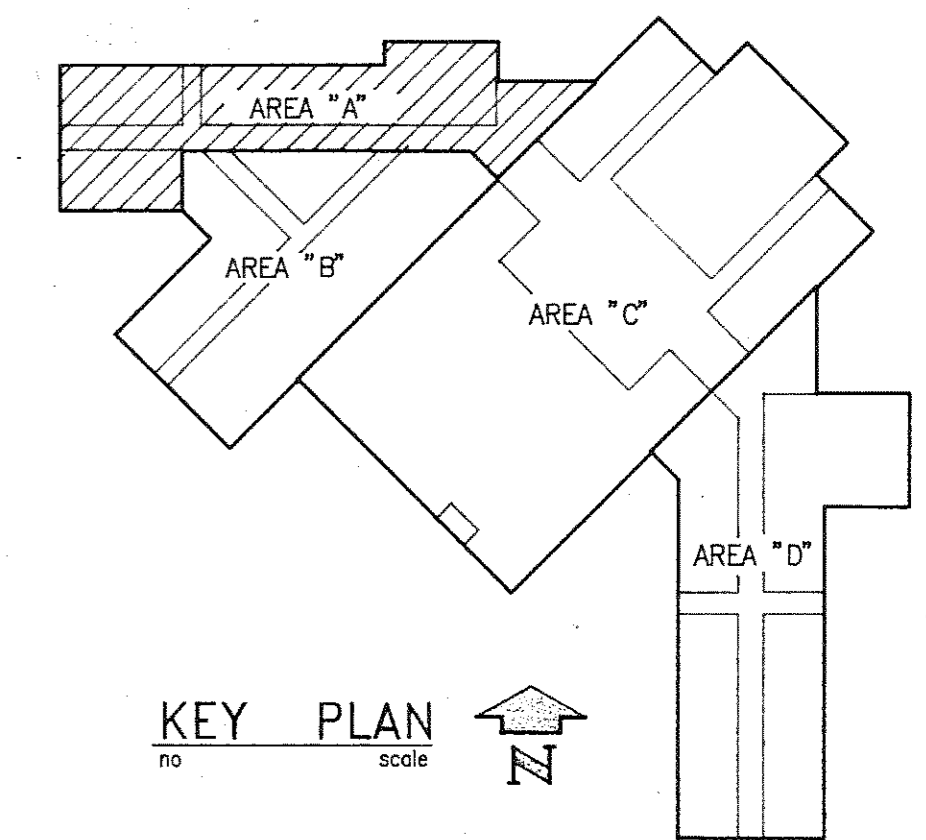 AREA "A"
AREA "B"
AREA "C"
AREA "D"
KEY PLAN
no scale
N